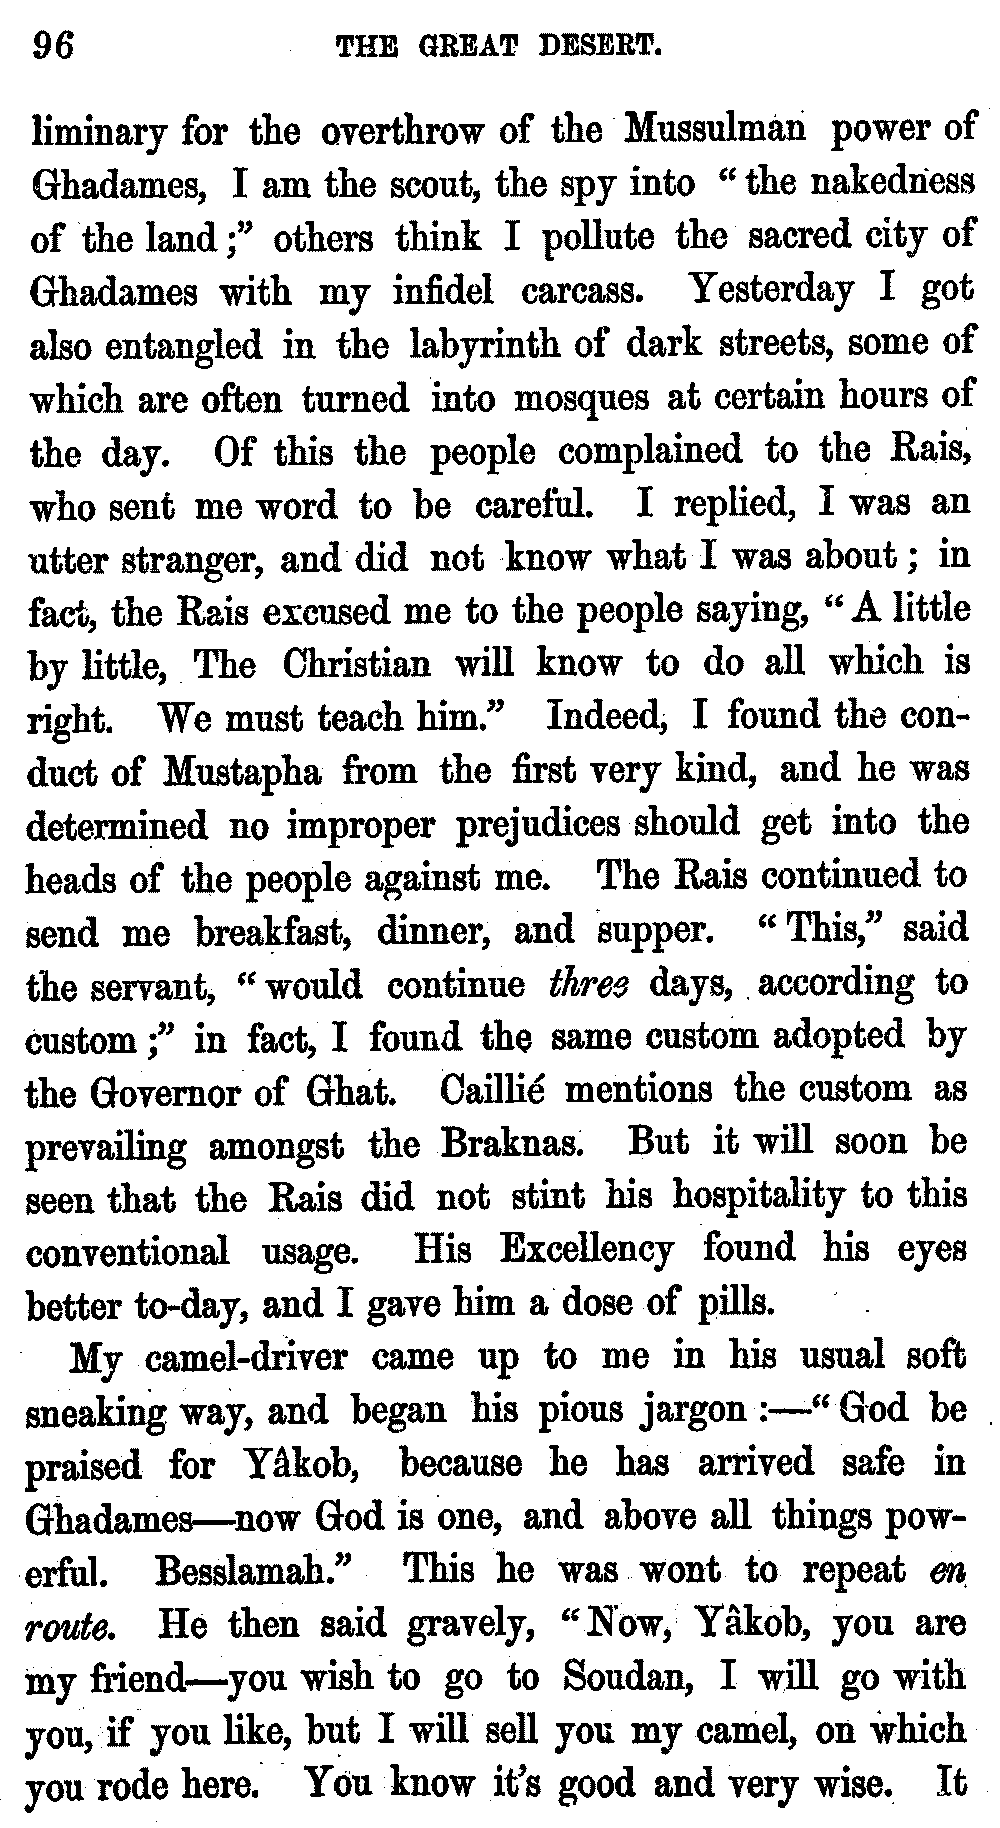 96 THE GREAT DESERT.
liminary for the overthrow of the Mussulman power of
Ghadames, I am the scout, the spy into “ the nakedness
of the land ;” others think I pollute the sacred city of
Ghadames with my infidel carcass. Yesterday I got
also entangled in the labyrinth of dark streets, some of
which are often turned into mosques at certain hours of
the day. Of this the people complained to the Rais,
who sent me word to be careful. I replied, I was an
utter stranger, and did not know what I was about ; in
fact, the Rais excused me to the people saying, “ A little
by little, The Christian will know to do all which is
right. We must teach him.” Indeed, I found the con-
duct of Mustapha from the first very kind, and he was
determined no improper prejudices should get into the
heads of the people against me. The Rais continued to
send me breakfast, dinner, and supper. “ This,” said
the servant, “ would continue three days, according to
custom ;” in fact, I found the same custom adopted by
the Governor of Ghat. Caillié mentions the custom as
prevailing amongst the Braknas. But it will soon be
seen that the Rais did not stint his hospitality to this
conventional usage. His Excellency found his eyes
better to-day, and I gave him a dose of pills.
My camel-driver came up to me in his usual soft
sneaking way, and began his pious jargon :—“ God be
praised for Yâkob, because he has arrived safe in
Ghadames—now God is one, and above all things pow-
erful. Besslamah.” This he was wont to repeat en
route. He then said gravely, “ Now, Yâkob, you are
my friend—you wish to go to Soudan, I will go with
you, if you like, but I will sell you my camel, on which
you rode here. You know it's good and very wise. It